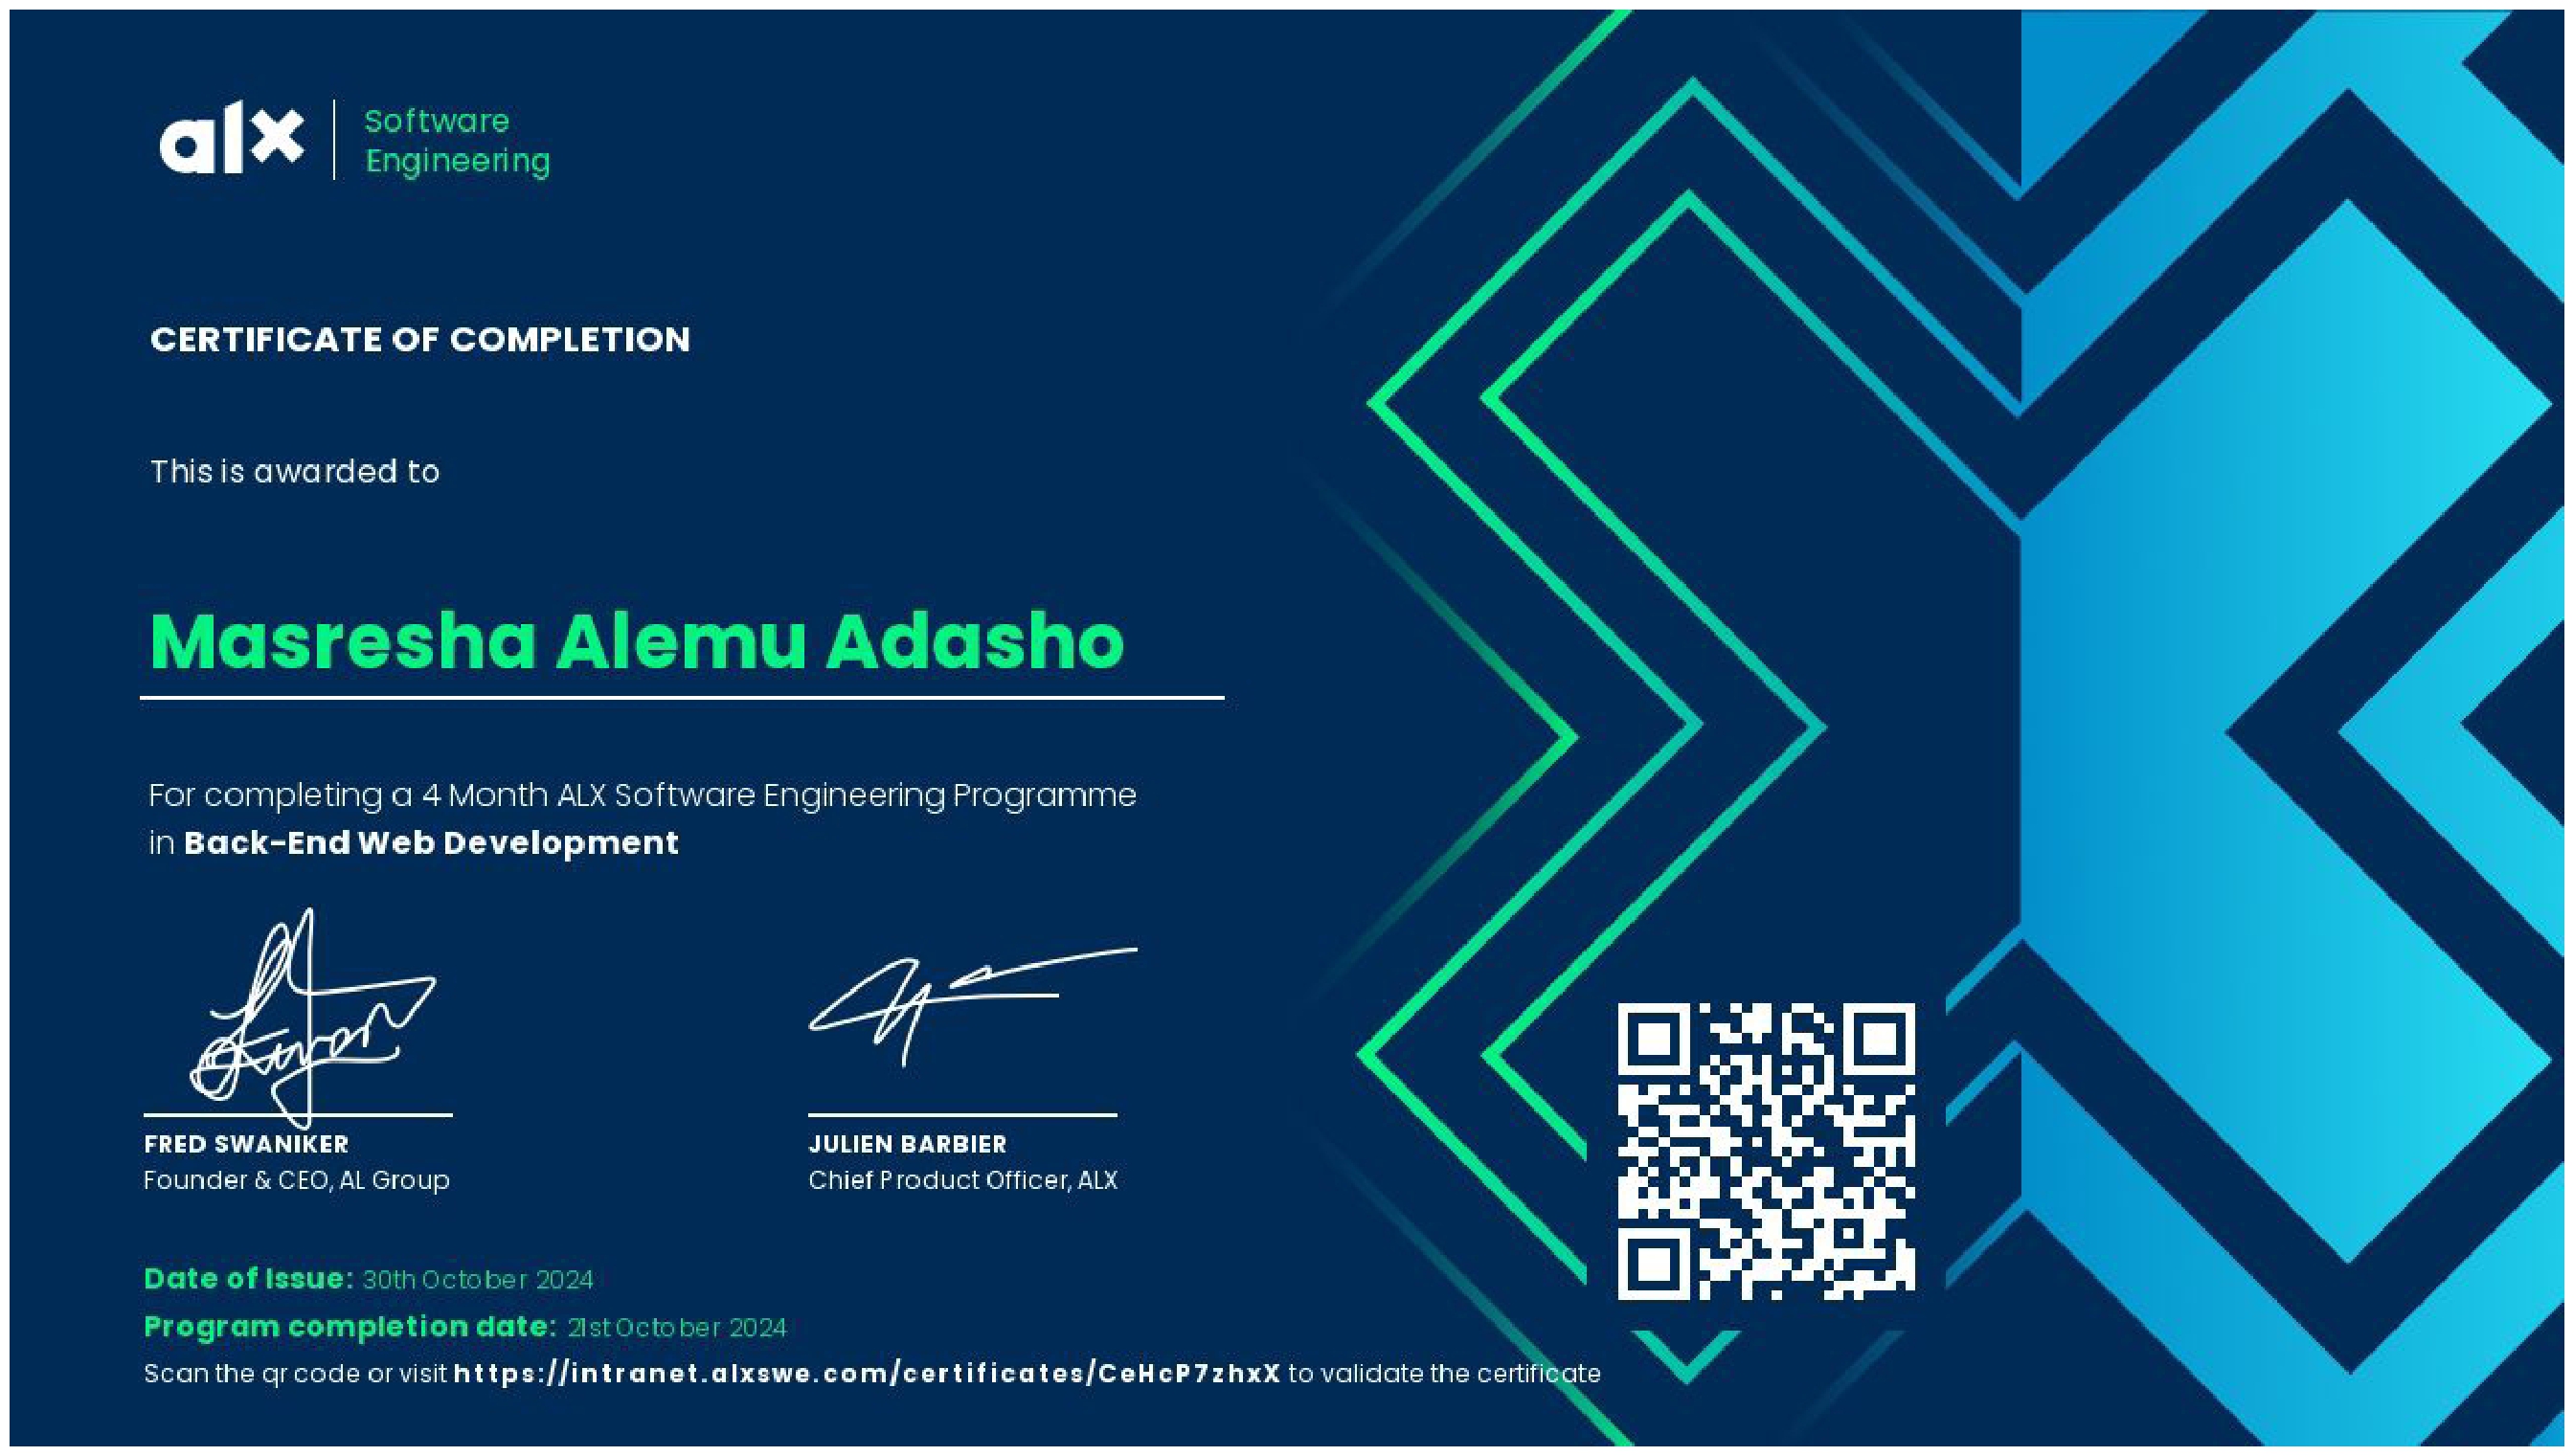 alx
Software
Engineering
CERTIFICATE OF COMPLETION
This is awarded to
Masresha Alemu Adasho
For completing a 4 Month ALX Software Engineering Programme
in Back-End Web Development
FRED SWANIKER
Founder & CEO, AL Group
JULIEN BARBIER
Chief Product Officer, ALX
Date of Issue: 30th October 2024
Program completion date: 21st October 2024
Scan the qr code or visit https://intranet.alxswe.com/certificates/CeHcP7zhxX to validate the certificate